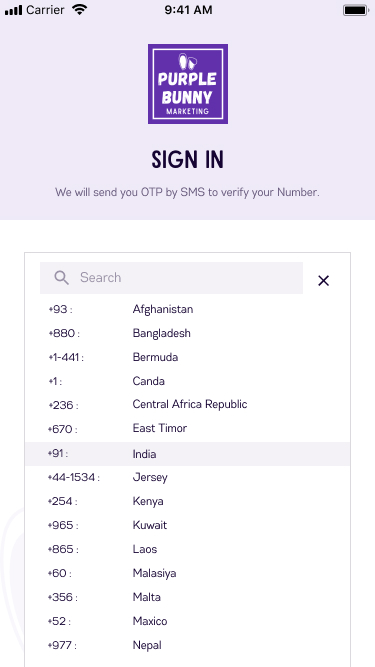 Carrier 9:41 AM
PURPLE
BUNNY
MARKETING
SIGN IN
We will send you OTP by SMS to verify your Number.
Search
+93 : Afghanistan
+880 : Bangladesh
+1-441 : Bermuda
+1 : Canda
+236 : Central Africa Republic
+670 : East Timor
+91 : India
+44-1534 : Jersey
+254 : Kenya
+965 : Kuwait
+865 : Laos
+60 : Malasiya
+356 : Malta
+52 : Maxico
+977 : Nepal